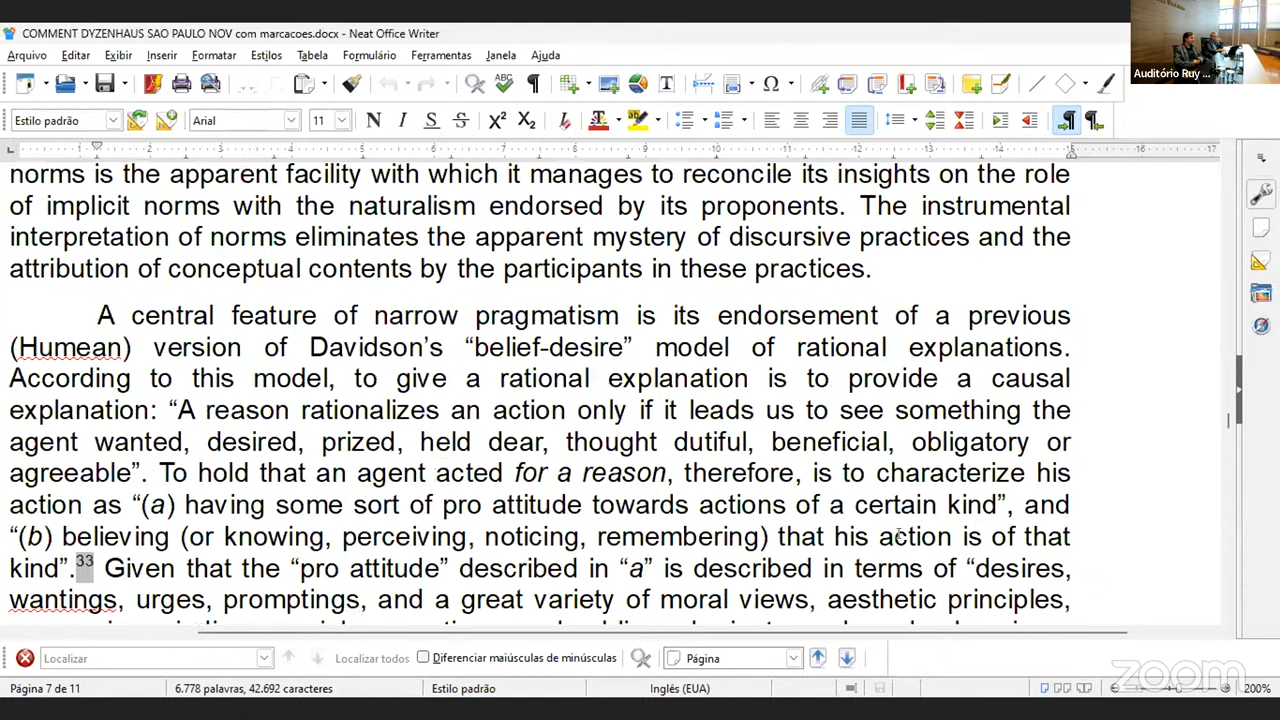 COMMENT DYZENHAUS SAO PAULO NOV com marcacoes.docx - Neat Office Writer
Arquivo Editar Exibir Inserir Formatar Estilos Tabela Formulário Ferramentas Janela Ajuda
Auditório Ruy ...
Estilo padrão Arial 11
norms is the apparent facility with which it manages to reconcile its insights on the role
of implicit norms with the naturalism endorsed by its proponents. The instrumental
interpretation of norms eliminates the apparent mystery of discursive practices and the
attribution of conceptual contents by the participants in these practices.
A central feature of narrow pragmatism is its endorsement of a previous
(Humean) version of Davidson’s “belief-desire” model of rational explanations.
According to this model, to give a rational explanation is to provide a causal
explanation: “A reason rationalizes an action only if it leads us to see something the
agent wanted, desired, prized, held dear, thought dutiful, beneficial, obligatory or
agreeable”. To hold that an agent acted for a reason, therefore, is to characterize his
action as “(a) having some sort of pro attitude towards actions of a certain kind”, and
“(b) believing (or knowing, perceiving, noticing, remembering) that his action is of that
kind”.33 Given that the “pro attitude” described in “a” is described in terms of “desires,
wantings, urges, promptings, and a great variety of moral views, aesthetic principles,
Localizar Localizar todos Diferenciar maiúsculas de minúsculas Página
zoom
Página 7 de 11 6.778 palavras, 42.692 caracteres Estilo padrão Inglês (EUA) 200%